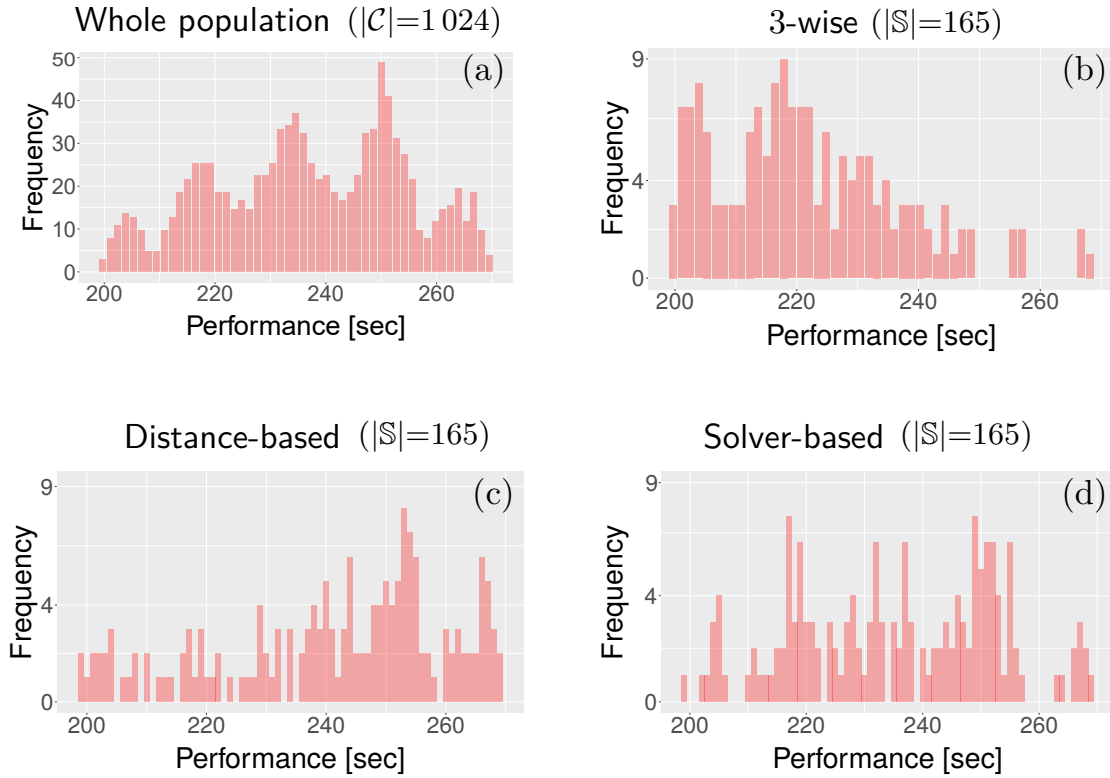 Whole population (|𝒞|=1 024)
(a)
Frequency
50
40
30
20
10
0
200 220 240 260
Performance [sec]
3-wise (|𝕊|=165)
(b)
Frequency
9
4
0
200 220 240 260
Performance [sec]
Distance-based (|𝕊|=165)
(c)
Frequency
9
4
0
200 220 240 260
Performance [sec]
Solver-based (|𝕊|=165)
(d)
Frequency
9
4
0
200 220 240 260
Performance [sec]